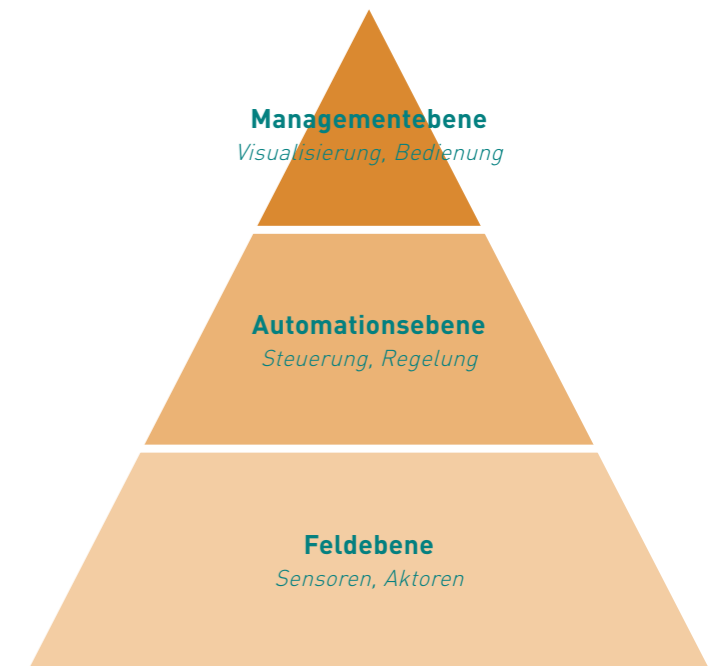 Managementebene
Visualisierung, Bedienung
Automationsebene
Steuerung, Regelung
Feldebene
Sensoren, Aktoren